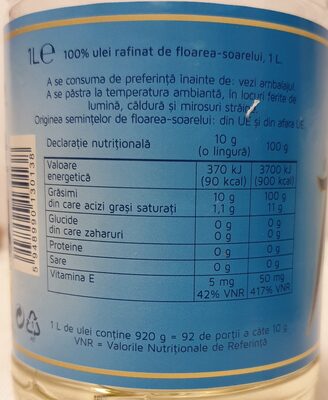 1L℮ 100% ulei rafinat de floarea-soarelui, 1 L.
A se consuma de preferință înainte de: vezi ambalajul.
A se păstra la temperatura ambiantă, în locuri ferite de
lumină, căldură și mirosuri străine.
Originea semințelor de floarea-soarelui: din UE și din afara UE.
Declarație nutrițională 10 g (o lingură) 100 g
Valoare energetică 370 kJ (90 kcal) 3700 kJ (900 kcal)
Grăsimi 10 g 100 g
din care acizi grași saturați 1,1 g 11 g
Glucide 0 g 0 g
din care zaharuri 0 g 0 g
Proteine 0 g 0 g
Sare 0 g 0 g
Vitamina E 5 mg 50 mg
42% VNR 417% VNR
1 L de ulei conține 920 g = 92 de porții a câte 10 g
VNR = Valorile Nutriționale de Referință
5 948990 130138